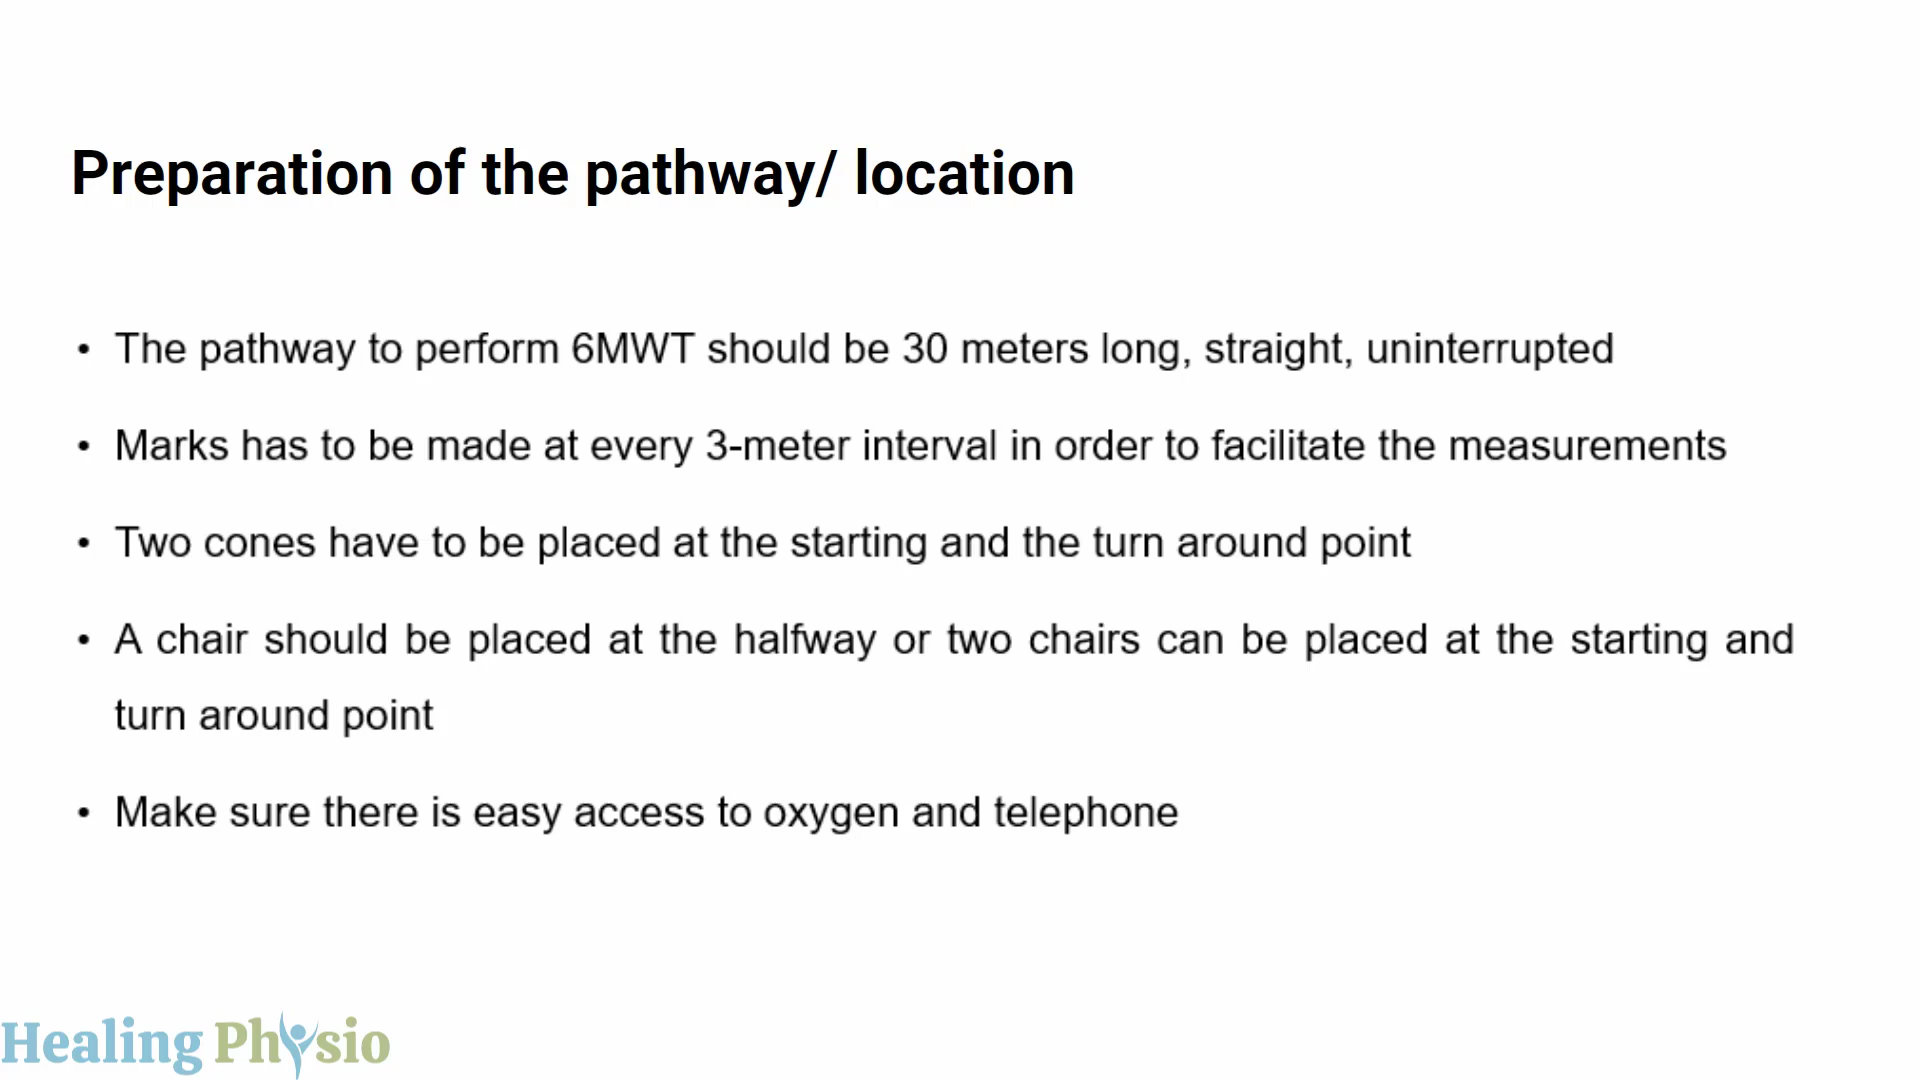 Preparation of the pathway/ location
• The pathway to perform 6MWT should be 30 meters long, straight, uninterrupted
• Marks has to be made at every 3-meter interval in order to facilitate the measurements
• Two cones have to be placed at the starting and the turn around point
• A chair should be placed at the halfway or two chairs can be placed at the starting and
turn around point
• Make sure there is easy access to oxygen and telephone
Healing Physio